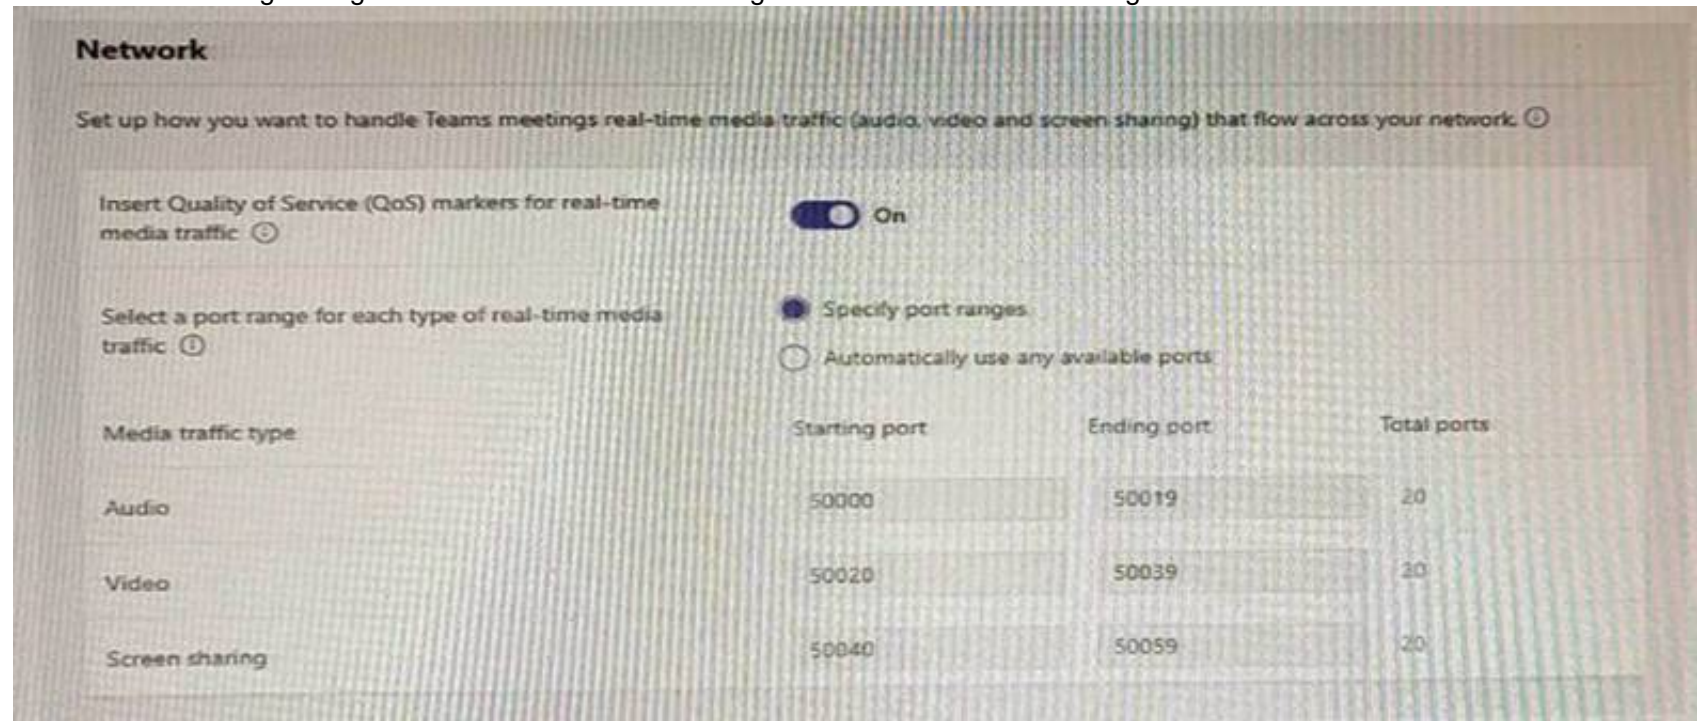 Network
Set up how you want to handle Teams meetings real-time media traffic (audio, video and screen sharing) that flow across your network.
Insert Quality of Service (QoS) markers for real-time
media traffic
On
Select a port range for each type of real-time media
traffic
Specify port ranges
Automatically use any available ports
Media traffic type Starting port Ending port Total ports
Audio 50000 50019 20
Video 50020 50039 20
Screen sharing 50040 50059 20